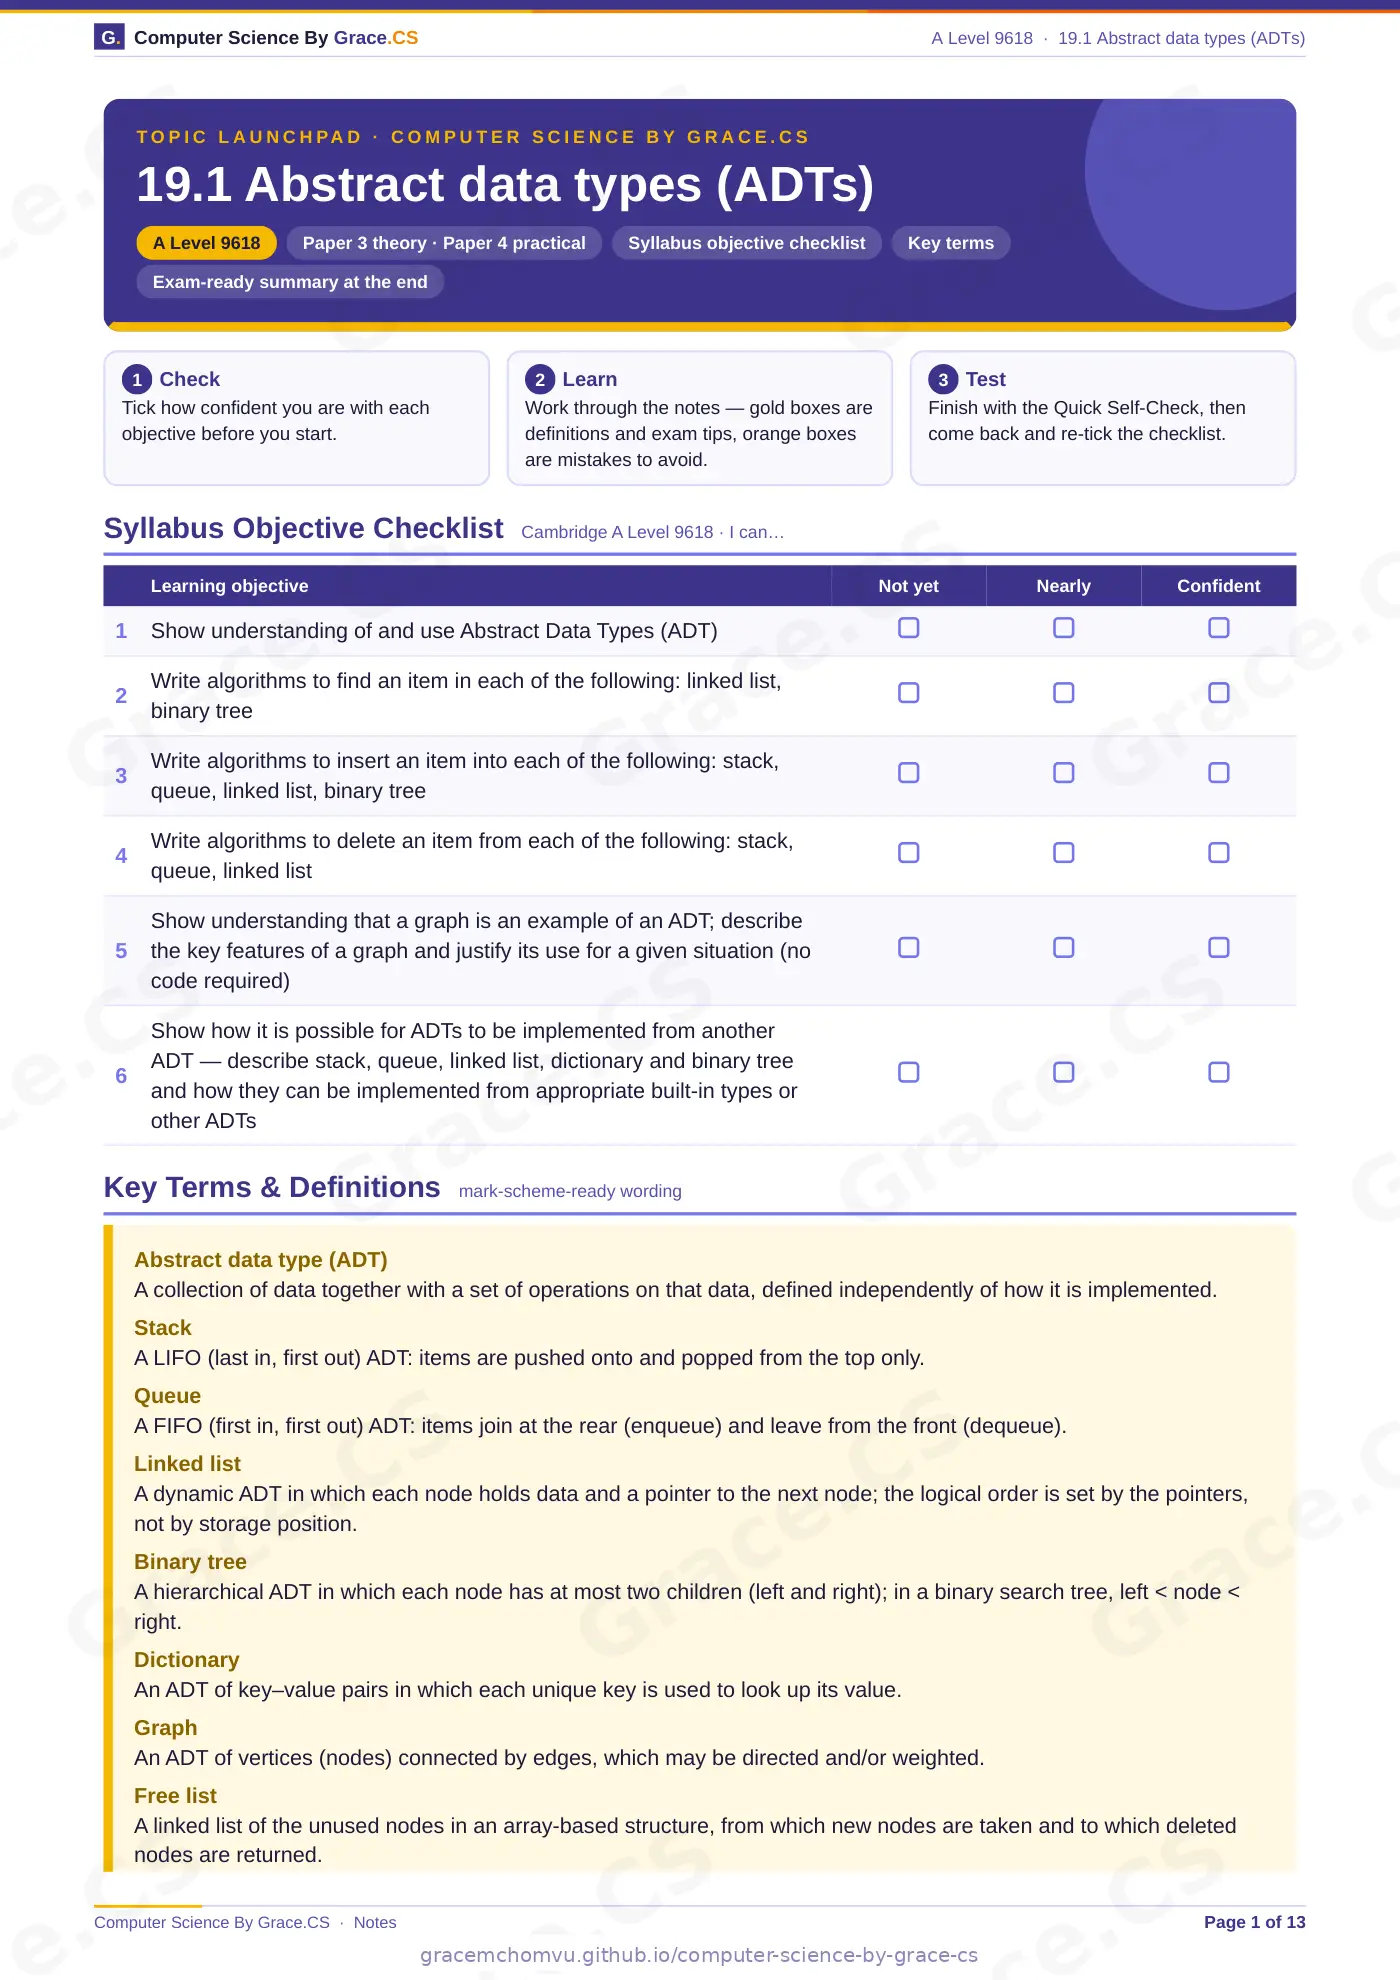 G. Computer Science By Grace.CS
A Level 9618 · 19.1 Abstract data types (ADTs)
TOPIC LAUNCHPAD · COMPUTER SCIENCE BY GRACE.CS
19.1 Abstract data types (ADTs)
A Level 9618 Paper 3 theory · Paper 4 practical Syllabus objective checklist Key terms
Exam-ready summary at the end
1 Check
Tick how confident you are with each
objective before you start.
2 Learn
Work through the notes — gold boxes are
definitions and exam tips, orange boxes
are mistakes to avoid.
3 Test
Finish with the Quick Self-Check, then
come back and re-tick the checklist.
Syllabus Objective Checklist Cambridge A Level 9618 · I can…
Learning objective Not yet Nearly Confident
1 Show understanding of and use Abstract Data Types (ADT)
2 Write algorithms to find an item in each of the following: linked list,
binary tree
3 Write algorithms to insert an item into each of the following: stack,
queue, linked list, binary tree
4 Write algorithms to delete an item from each of the following: stack,
queue, linked list
5 Show understanding that a graph is an example of an ADT; describe
the key features of a graph and justify its use for a given situation (no
code required)
6 Show how it is possible for ADTs to be implemented from another
ADT — describe stack, queue, linked list, dictionary and binary tree
and how they can be implemented from appropriate built-in types or
other ADTs
Key Terms & Definitions mark-scheme-ready wording
Abstract data type (ADT)
A collection of data together with a set of operations on that data, defined independently of how it is implemented.
Stack
A LIFO (last in, first out) ADT: items are pushed onto and popped from the top only.
Queue
A FIFO (first in, first out) ADT: items join at the rear (enqueue) and leave from the front (dequeue).
Linked list
A dynamic ADT in which each node holds data and a pointer to the next node; the logical order is set by the pointers,
not by storage position.
Binary tree
A hierarchical ADT in which each node has at most two children (left and right); in a binary search tree, left < node <
right.
Dictionary
An ADT of key–value pairs in which each unique key is used to look up its value.
Graph
An ADT of vertices (nodes) connected by edges, which may be directed and/or weighted.
Free list
A linked list of the unused nodes in an array-based structure, from which new nodes are taken and to which deleted
nodes are returned.
Computer Science By Grace.CS · Notes
Page 1 of 13
gracemchomvu.github.io/computer-science-by-grace-cs